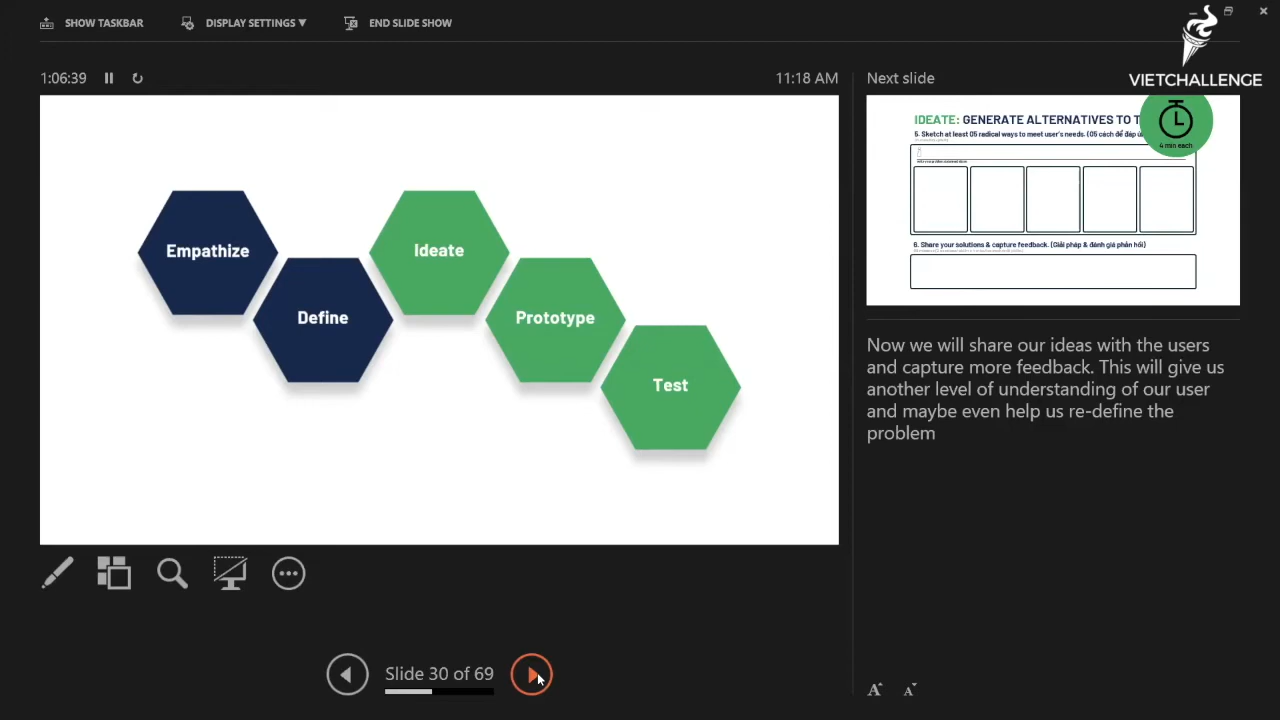 SHOW TASKBAR
DISPLAY SETTINGS ▼
END SLIDE SHOW
VIETCHALLENGE
1:06:39
11:18 AM
Next slide
Empathize
Define
Ideate
Prototype
Test
IDEATE: GENERATE ALTERNATIVES TO T
5. Sketch at least 05 radical ways to meet user's needs. (05 cách để đáp
4 min each
6. Share your solutions & capture feedback. (Giải pháp & đánh giá phản hồi)
Now we will share our ideas with the users
and capture more feedback. This will give us
another level of understanding of our user
and maybe even help us re-define the
problem
Slide 30 of 69
A A